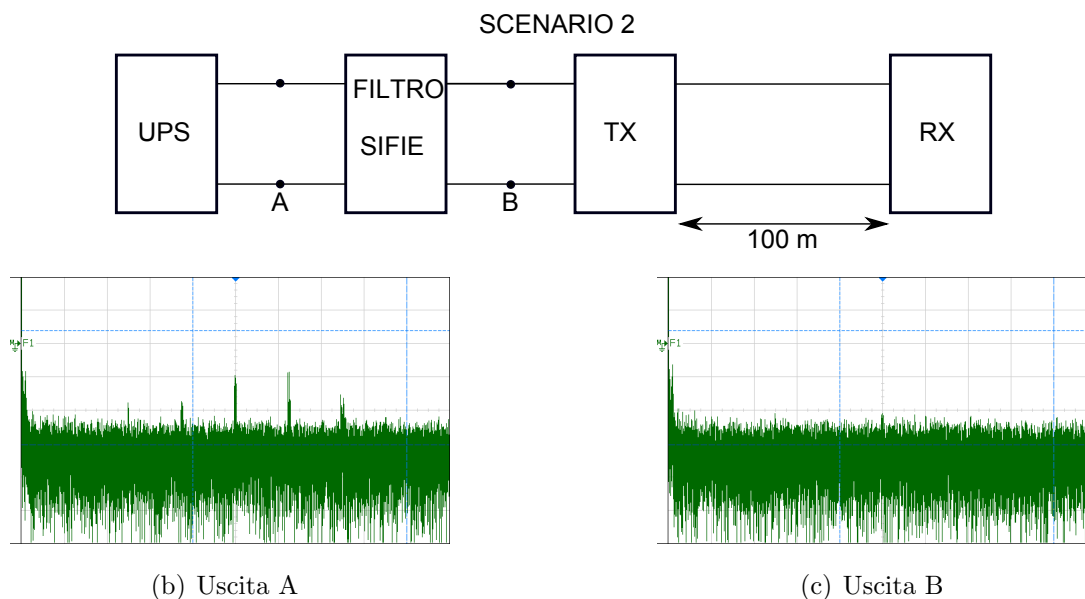 SCENARIO 2
UPS
FILTRO
SIFIE
TX
RX
A
B
100 m
M F1
M F1
(b) Uscita A
(c) Uscita B